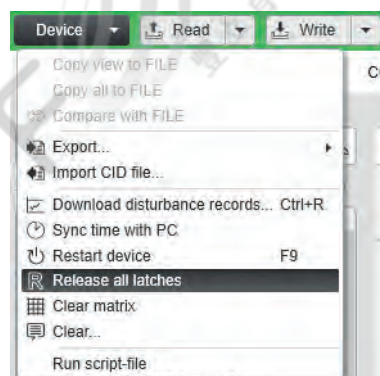 Device Read Write
Copy view to FILE
Copy all to FILE
Compare with FILE
Export...
Import CID file...
Download disturbance records... Ctrl+R
Sync time with PC
Restart device F9
Release all latches
Clear matrix
Clear...
Run script-file